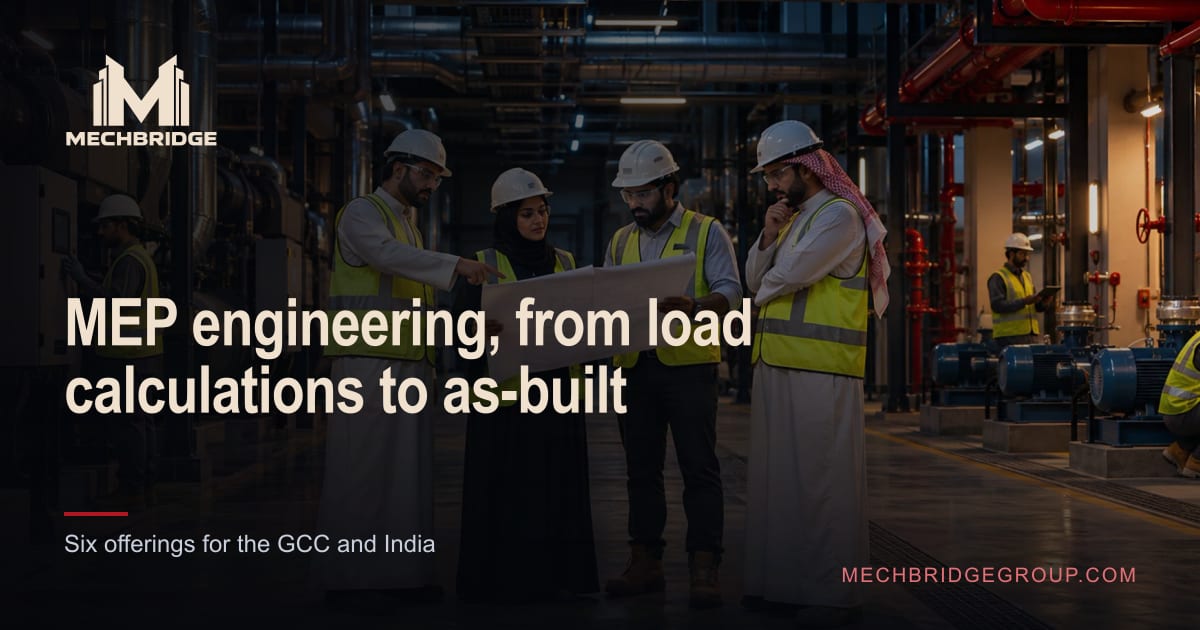 MECHBRIDGE
MEP engineering, from load
calculations to as-built
Six offerings for the GCC and India
MECHBRIDGEGROUP.COM